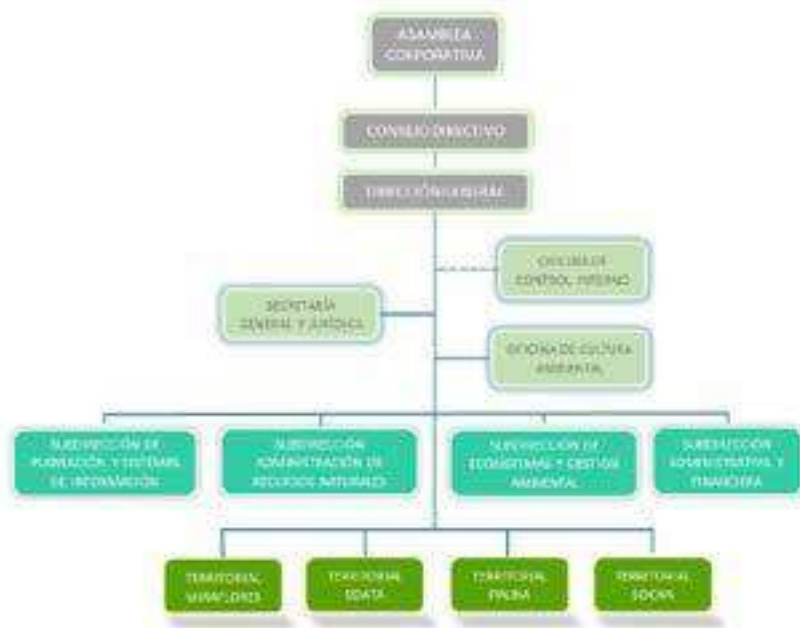 ASAMBLEA
CORPORATIVA
CONSEJO DIRECTIVO
DIRECCIÓN GENERAL
OFICINA DE
CONTROL INTERNO
SECRETARÍA
GENERAL Y JURÍDICA
OFICINA DE CULTURA
AMBIENTAL
SUBDIRECCIÓN DE
PLANEACIÓN Y SISTEMAS
DE INFORMACIÓN
SUBDIRECCIÓN
ADMINISTRACIÓN DE
RECURSOS NATURALES
SUBDIRECCIÓN DE
ECOSISTEMAS Y GESTIÓN
AMBIENTAL
SUBDIRECCIÓN
ADMINISTRATIVA Y
FINANCIERA
TERRITORIAL
MIRAFLORES
TERRITORIAL
TERRITORIAL
PAUNA
TERRITORIAL
SOCHA